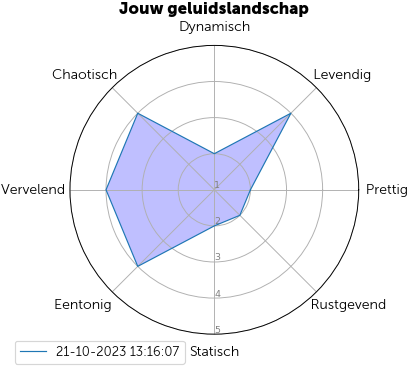 Jouw geluidslandschap
Dynamisch
Chaotisch
Levendig
Vervelend
1
Prettig
2
3
4
Eentonig
Rustgevend
5
21-10-2023 13:16:07
Statisch